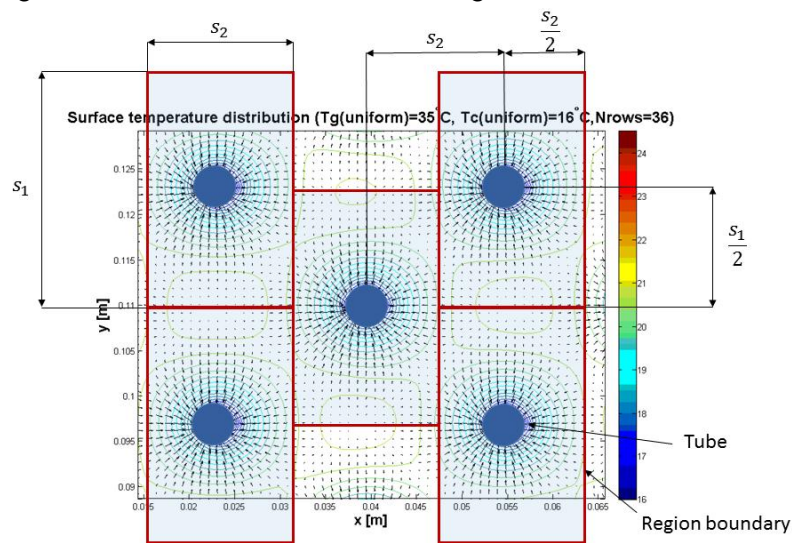 s₂
s₂
s₂/2
Surface temperature distribution (Tg(uniform)=35°C, Tc(uniform)=16°C,Nrows=36)
s₁
s₁/2
0.125
0.12
0.115
0.11
0.105
0.1
0.095
0.09
y [m]
0.015
0.02
0.025
0.03
0.035
0.04
0.045
0.05
0.055
0.06
0.065
x [m]
24
23
22
21
20
19
18
17
16
Tube
Region boundary